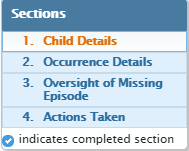 Sections
1. Child Details
2. Occurrence Details
3. Oversight of Missing
Episode
4. Actions Taken
indicates completed section